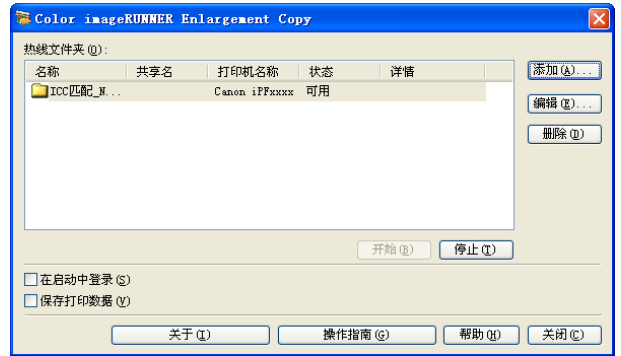 Color imageRUNNER Enlargement Copy
热线文件夹(O):
名称 共享名 打印机名称 状态 详情
ICC匹配_N... Canon iPFxxxx 可用
添加(A)...
编辑(E)...
删除(D)
开始(B) 停止(T)
在启动中登录(S)
保存打印数据(V)
关于(I) 操作指南(G) 帮助(H) 关闭(C)